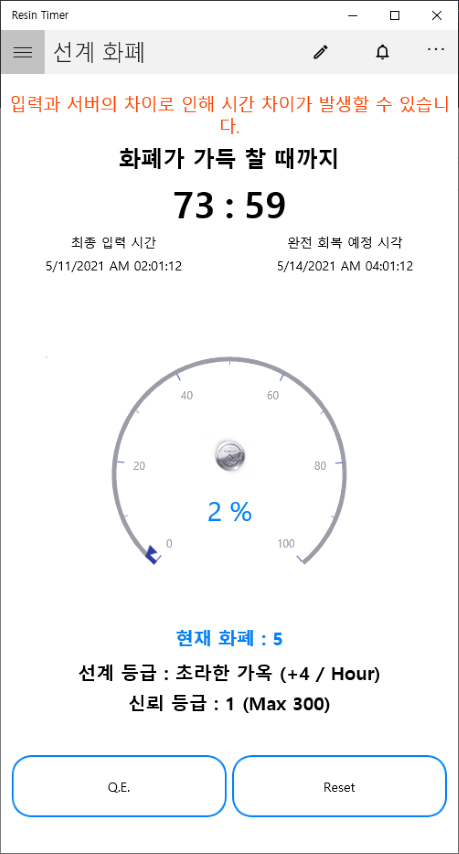 Resin Timer
선계 화폐
입력과 서버의 차이로 인해 시간 차이가 발생할 수 있습니
다.
화폐가 가득 찰 때까지
73 : 59
최종 입력 시간
완전 회복 예정 시각
5/11/2021 AM 02:01:12
5/14/2021 AM 04:01:12
40
60
20
80
2 %
0
100
현재 화폐 : 5
선계 등급 : 초라한 가옥 (+4 / Hour)
신뢰 등급 : 1 (Max 300)
Q.E.
Reset